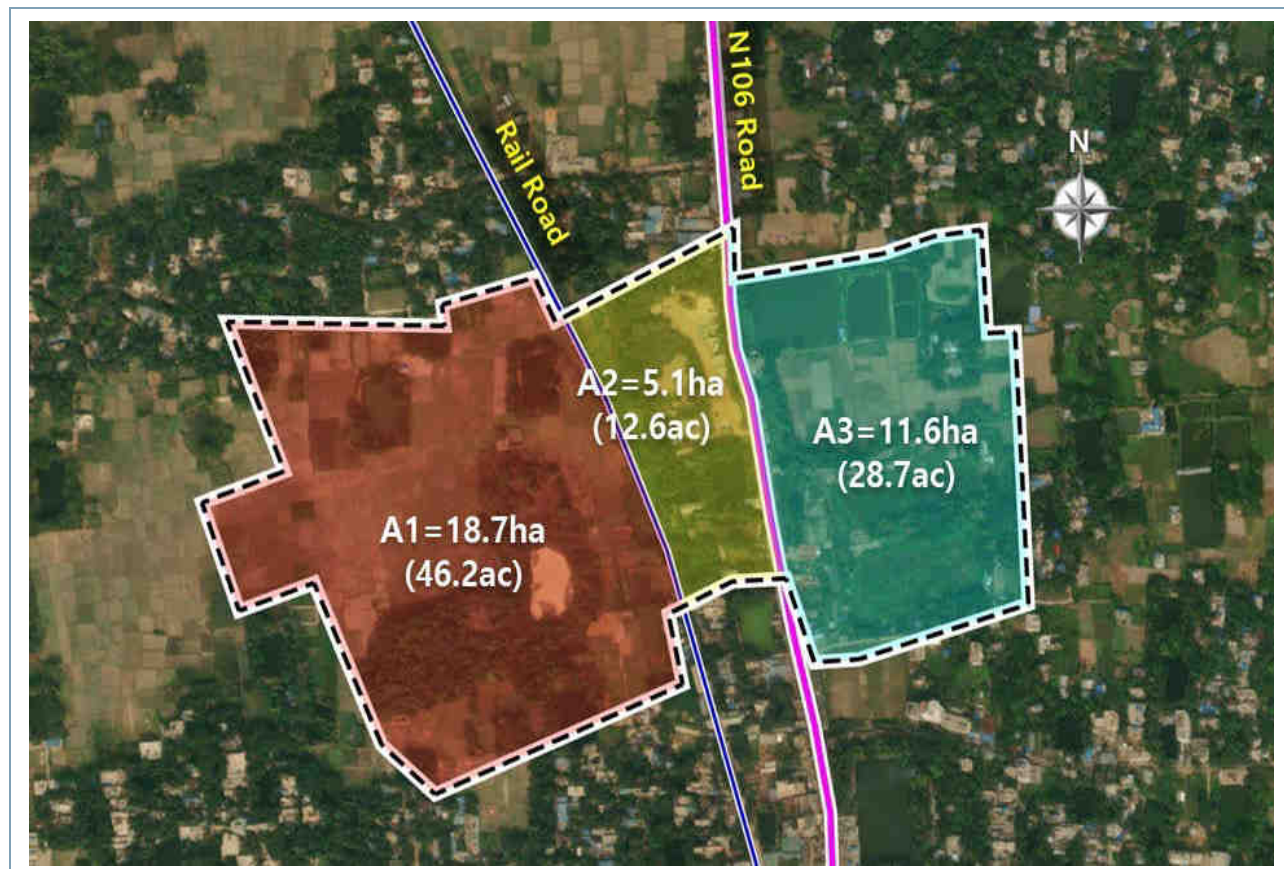 N106 Road
Rail Road
N
A2=5.1ha
(12.6ac)
A3=11.6ha
(28.7ac)
A1=18.7ha
(46.2ac)